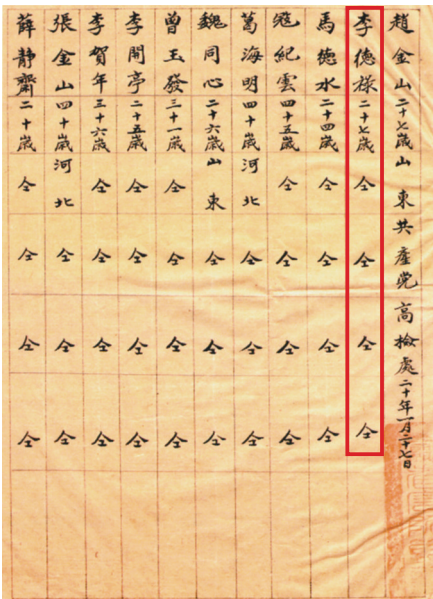 趙金山 二十七歲 山東 共產党 高檢處 二十年一月二十七日
李德祿 二十七歲 仝 仝 仝 仝
馬德水 二十四歲 仝 仝 仝 仝
冦紀雲 四十五歲 仝 仝 仝 仝
葛海明 四十歲 河北 仝 仝 仝
魏同心 二十六歲 山東 仝 仝 仝
曾玉發 三十一歲 仝 仝 仝 仝
李開亭 二十五歲 仝 仝 仝 仝
李賀年 三十六歲 仝 仝 仝 仝
張金山 四十歲 河北 仝 仝 仝
薛静齋 二十歲 仝 仝 仝 仝